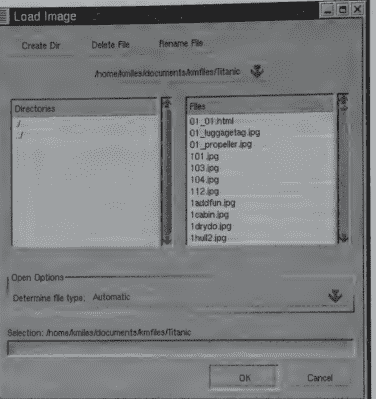 Load Image
Create Dir Delete File Rename File
/home/kmiles/documents/kmfiles/Titanic
Directories
./
../
Files
01_01.html
01_luggagetag.jpg
01_propeller.jpg
101.jpg
103.jpg
104.jpg
112.jpg
1addfun.jpg
1cabin.jpg
1drydo.jpg
1hull2.jpg
Open Options
Determine file type: Automatic
Selection: /home/kmiles/documents/kmfiles/Titanic
OK Cancel